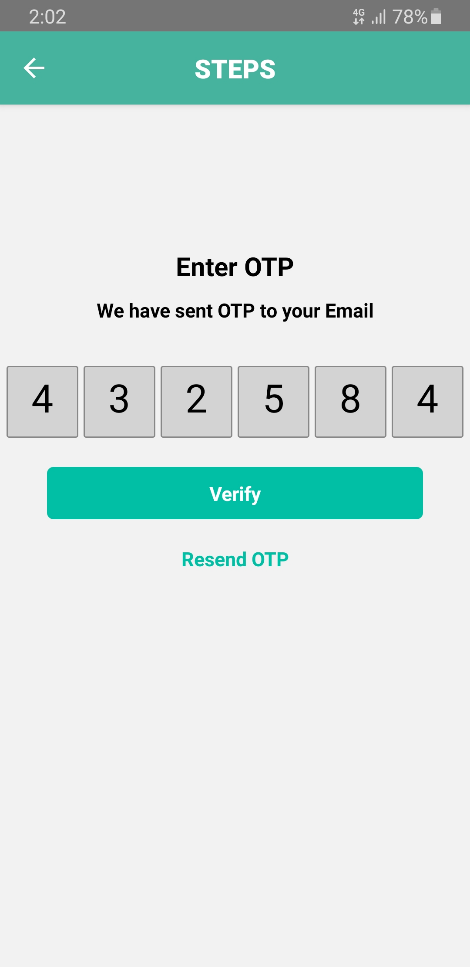 2:02 4G 78%
STEPS
Enter OTP
We have sent OTP to your Email
4 3 2 5 8 4
Verify
Resend OTP